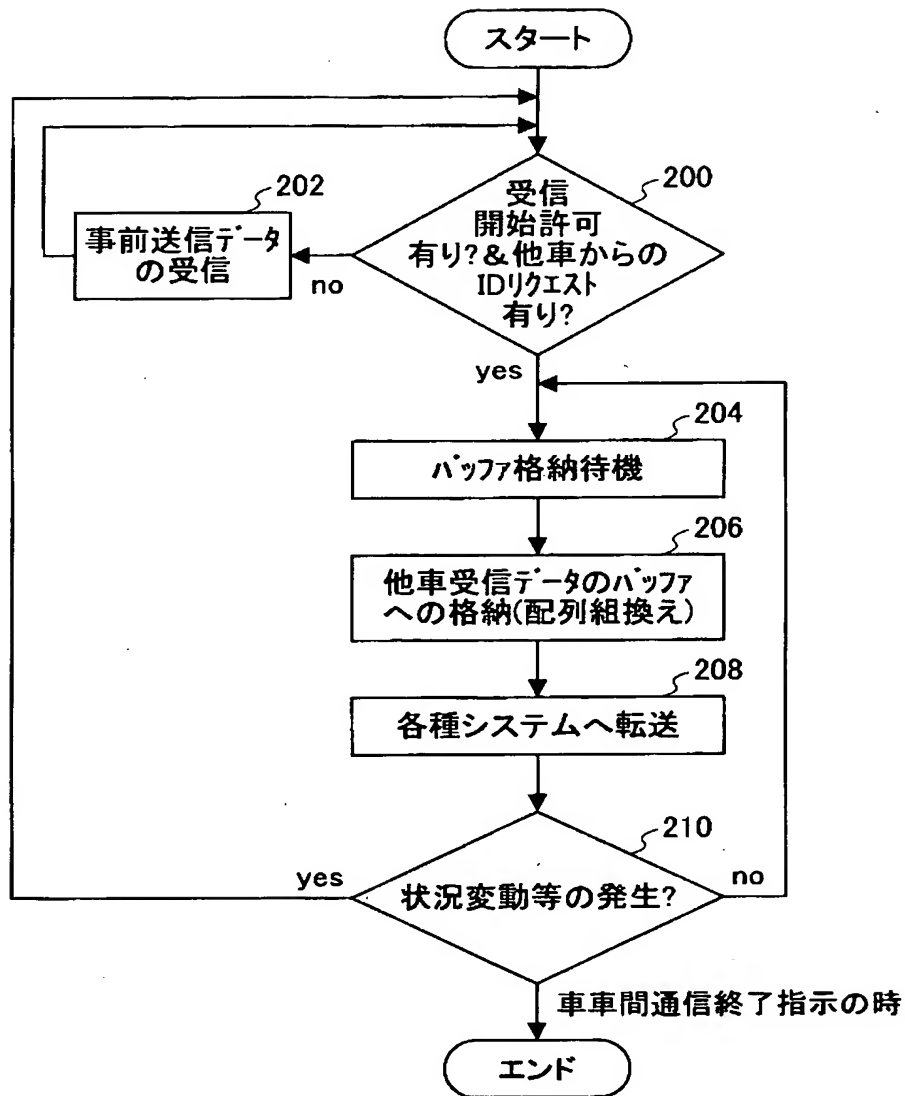 スタート
200
受信
開始許可
有り?&他車からの
IDリクエスト
有り?
202
事前送信データ
の受信
no
yes
204
バッファ格納待機
206
他車受信データのバッファ
への格納(配列組換え)
208
各種システムへ転送
210
状況変動等の発生?
yes
no
車車間通信終了指示の時
エンド